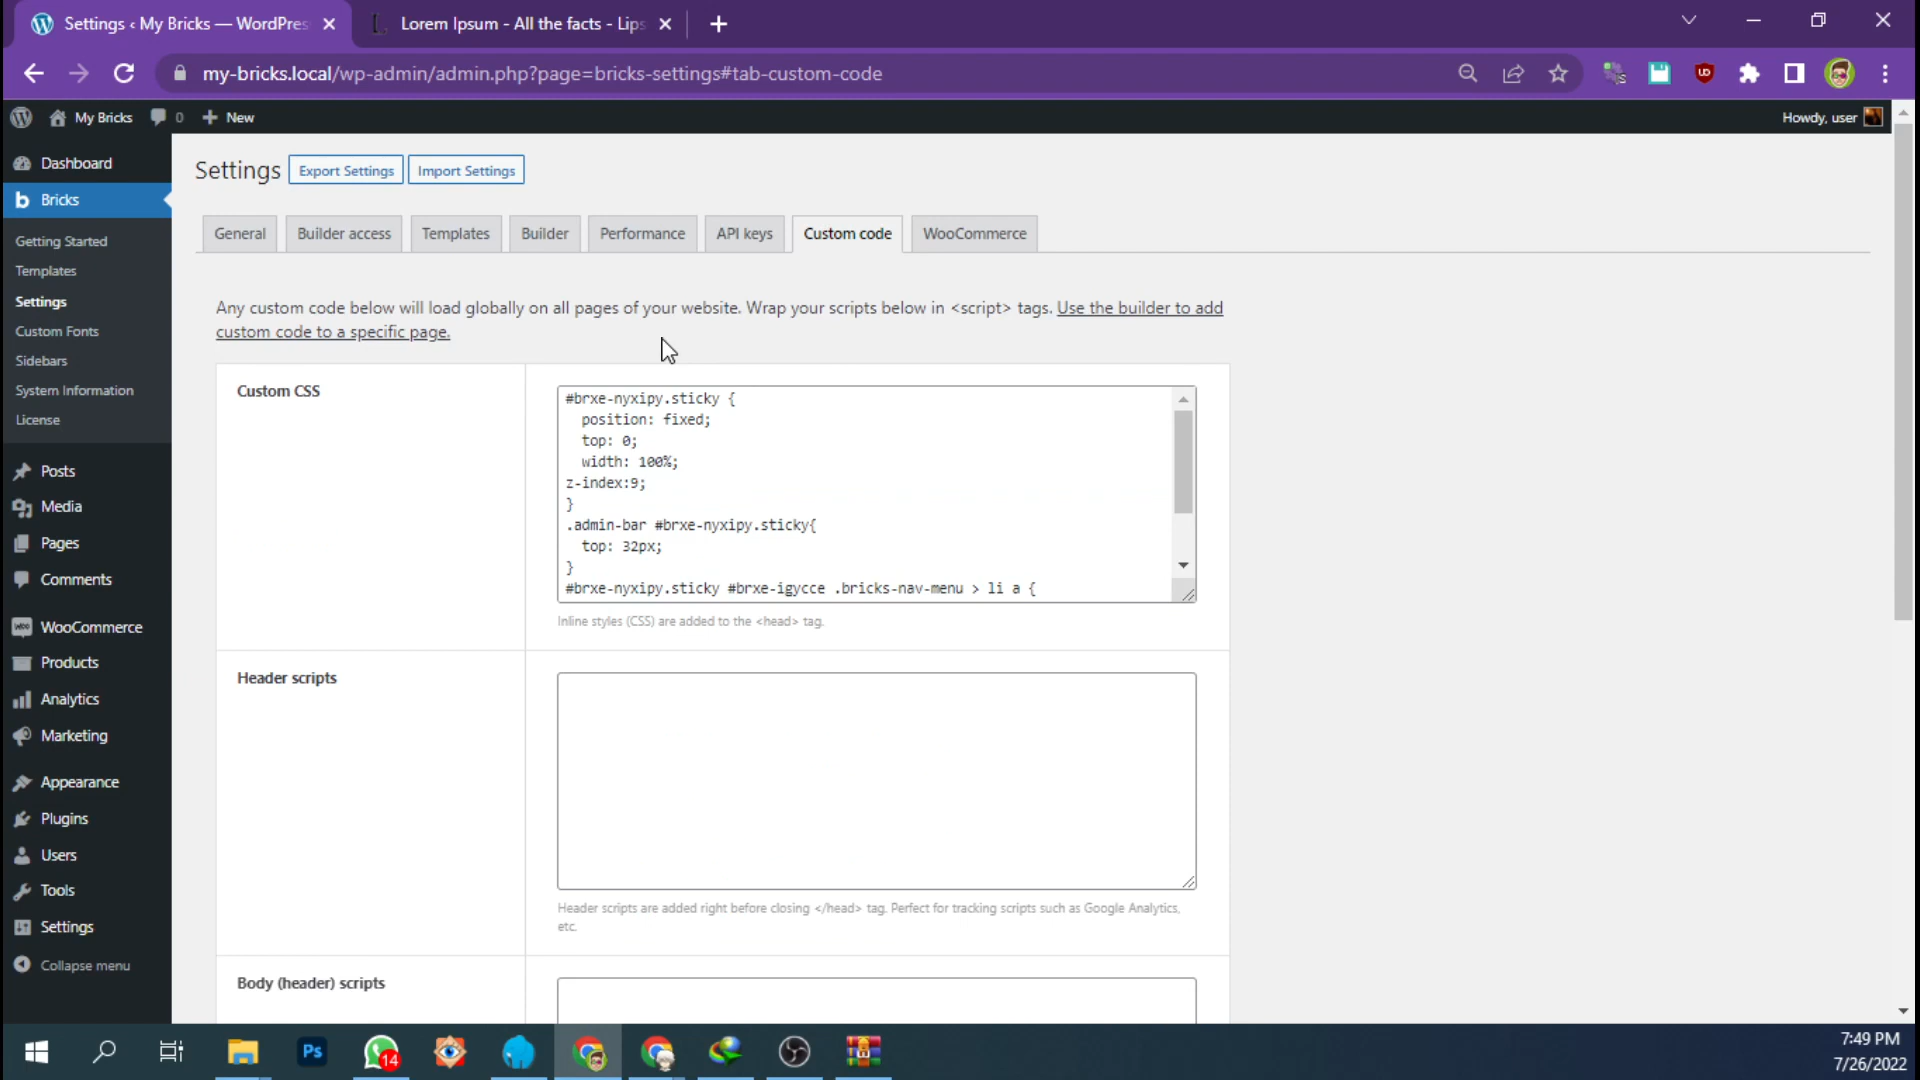 Settings ‹ My Bricks — WordPres
Lorem Ipsum - All the facts - Lips
my-bricks.local/wp-admin/admin.php?page=bricks-settings#tab-custom-code
My Bricks
0
New
Howdy, user
Dashboard
Bricks
Getting Started
Templates
Settings
Custom Fonts
Sidebars
System Information
License
Posts
Media
Pages
Comments
WooCommerce
Products
Analytics
Marketing
Appearance
Plugins
Users
Tools
Settings
Collapse menu
Settings
Export Settings
Import Settings
General
Builder access
Templates
Builder
Performance
API keys
Custom code
WooCommerce
Any custom code below will load globally on all pages of your website. Wrap your scripts below in <script> tags. Use the builder to add
custom code to a specific page.
Custom CSS
#brxe-nyxipy.sticky {
position: fixed;
top: 0;
width: 100%;
z-index:9;
}
.admin-bar #brxe-nyxipy.sticky{
top: 32px;
}
#brxe-nyxipy.sticky #brxe-igycce .bricks-nav-menu > li a {
Inline styles (CSS) are added to the <head> tag.
Header scripts
Header scripts are added right before closing </head> tag. Perfect for tracking scripts such as Google Analytics,
etc.
Body (header) scripts
Ps
14
7:49 PM
7/26/2022